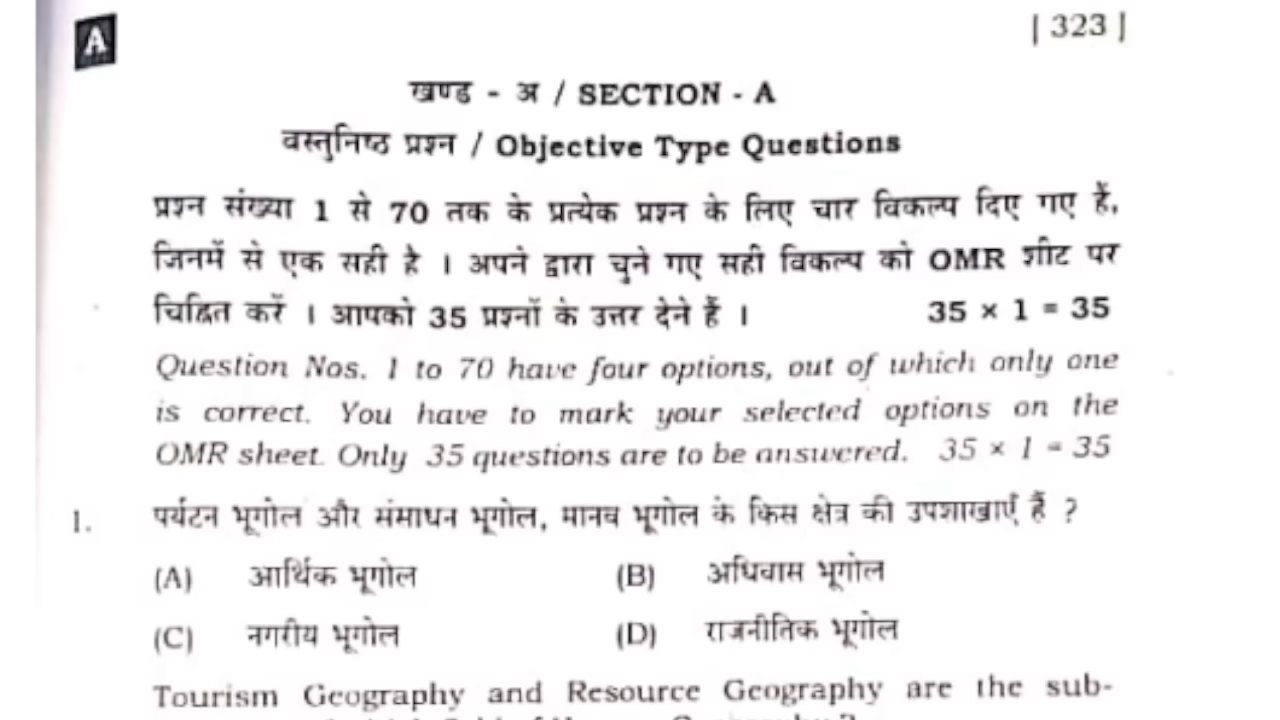 A
[ 323 ]
खण्ड - अ / SECTION - A
वस्तुनिष्ठ प्रश्न / Objective Type Questions
प्रश्न संख्या 1 से 70 तक के प्रत्येक प्रश्न के लिए चार विकल्प दिए गए हैं,
जिनमें से एक सही है । अपने द्वारा चुने गए सही विकल्प को OMR शीट पर
चिह्नित करें । आपको 35 प्रश्नों के उत्तर देने हैं । 35 × 1 = 35
Question Nos. 1 to 70 have four options, out of which only one
is correct. You have to mark your selected options on the
OMR sheet. Only 35 questions are to be answered. 35 × 1 = 35
1. पर्यटन भूगोल और संमाधन भूगोल, मानव भूगोल के किस क्षेत्र की उपशाखाएँ हैं ?
(A) आर्थिक भूगोल (B) अधिवास भूगोल
(C) नगरीय भूगोल (D) राजनीतिक भूगोल
Tourism Geography and Resource Geography are the sub-